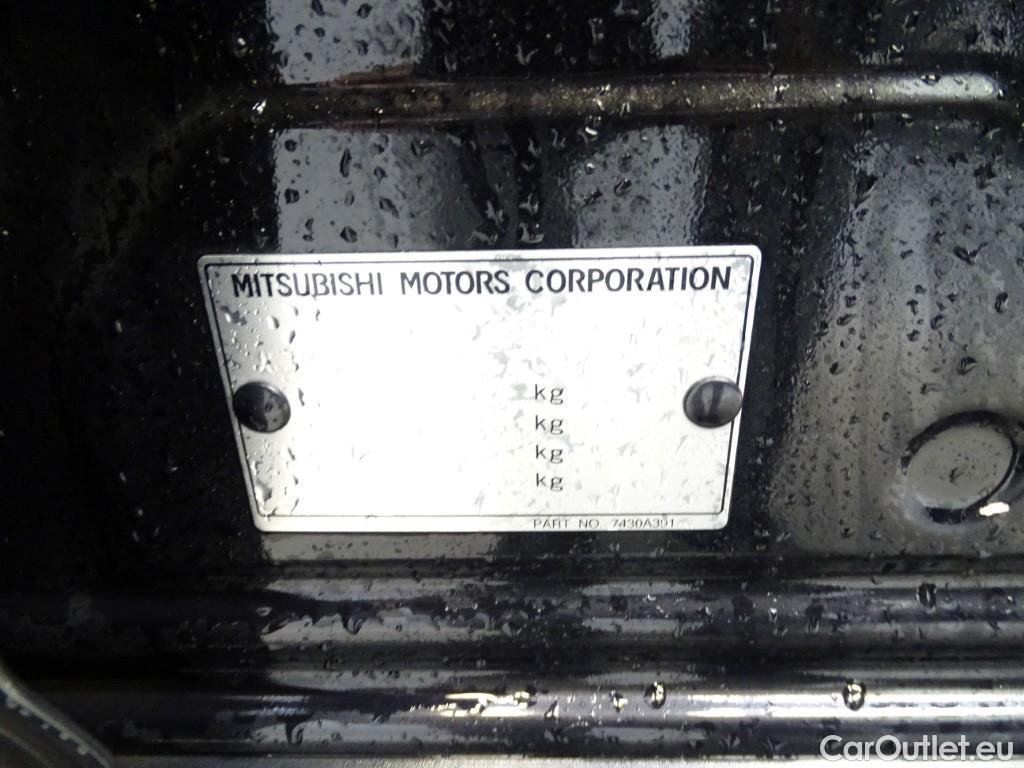 MITSUBISHI MOTORS CORPORATION
kg
kg
kg
kg
PART NO. 7430A301
CarOutlet.eu